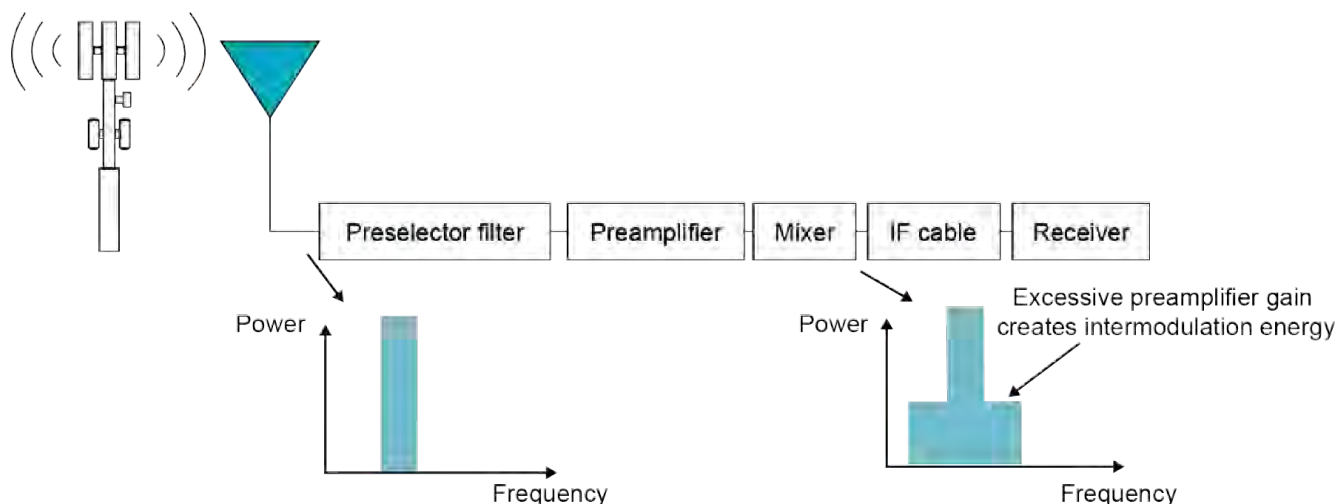 Preselector filter
Preamplifier
Mixer
IF cable
Receiver
Power
Frequency
Power
Excessive preamplifier gain
creates intermodulation energy
Frequency